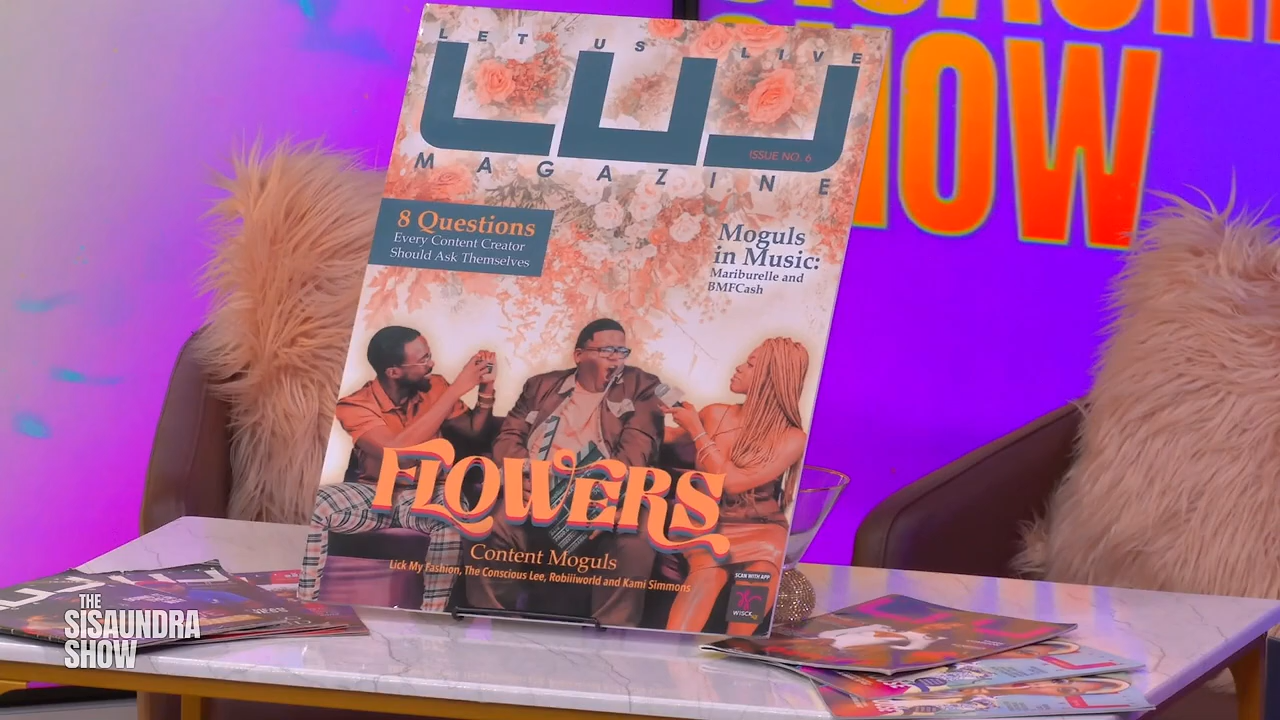 SISAUNDRA
SHOW
LET US LIVE
LUL
ISSUE NO. 6
MAGAZINE
8 Questions
Every Content Creator
Should Ask Themselves
Moguls
in Music:
Mariburelle and
BMFCash
FLOWERS
Content Moguls
Lick My Fashion, The Conscious Lee, Robiiiworld and Kami Simmons
SCAN WITH APP
THE
SISAUNDRA
SHOW